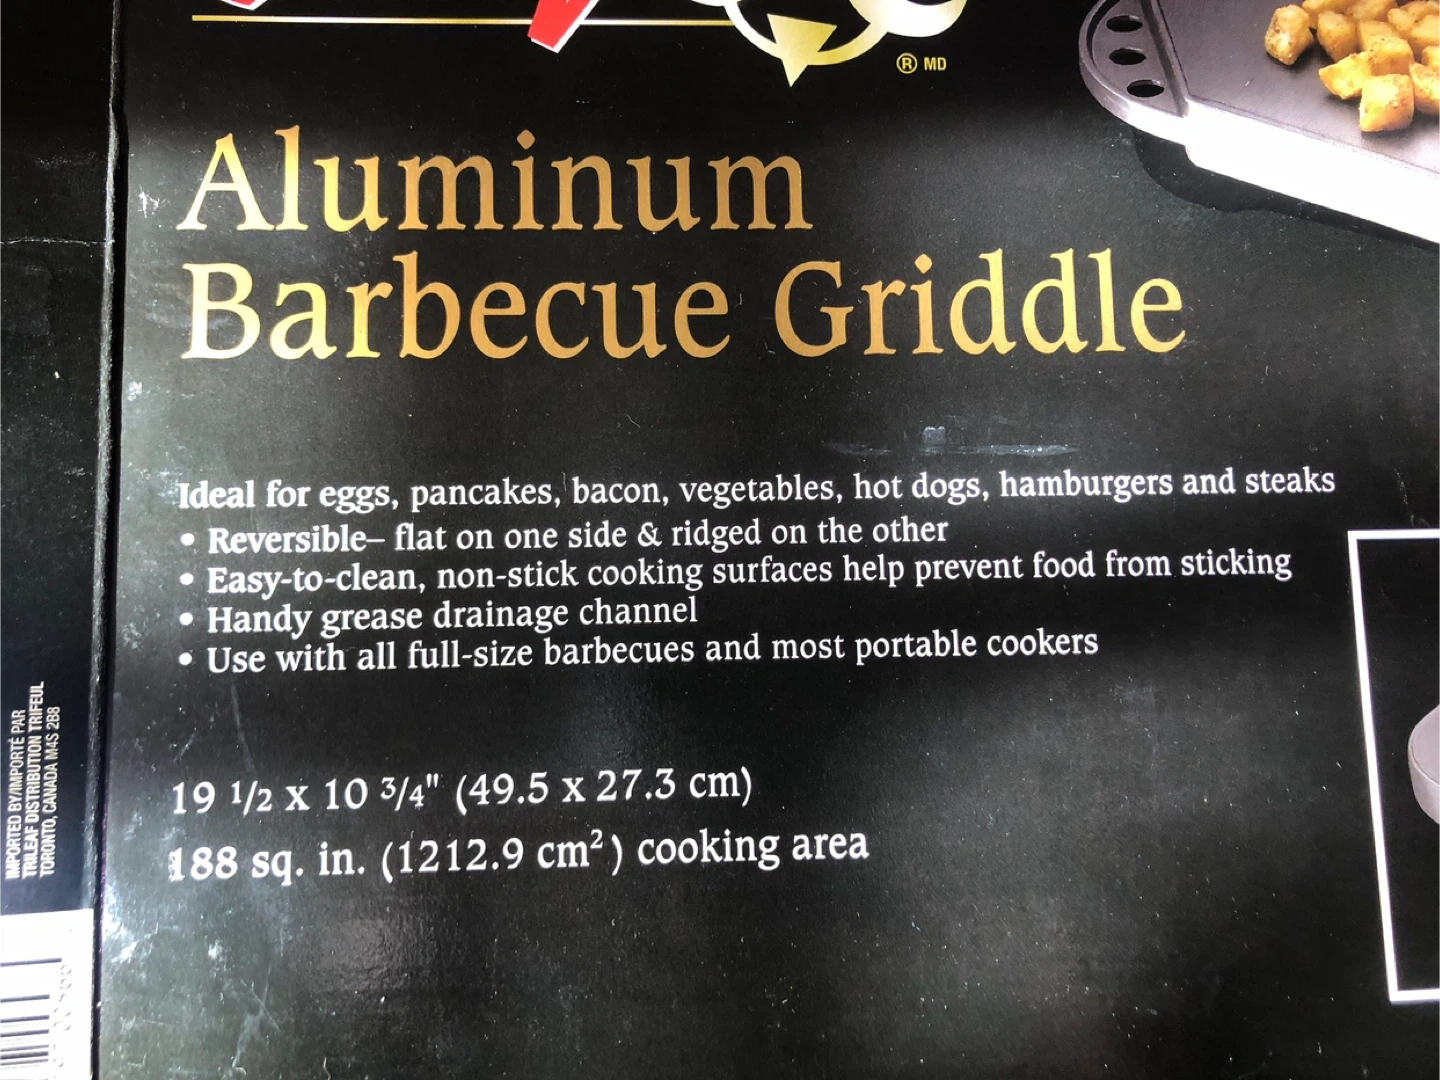 ® MD
Aluminum
Barbecue Griddle
Ideal for eggs, pancakes, bacon, vegetables, hot dogs, hamburgers and steaks
• Reversible– flat on one side & ridged on the other
• Easy-to-clean, non-stick cooking surfaces help prevent food from sticking
• Handy grease drainage channel
• Use with all full-size barbecues and most portable cookers
19 1/2 x 10 3/4" (49.5 x 27.3 cm)
188 sq. in. (1212.9 cm²) cooking area
IMPORTED BY/IMPORTÉ PAR
TRILEAF DISTRIBUTION TRIFEUL
TORONTO, CANADA M4S 2B8